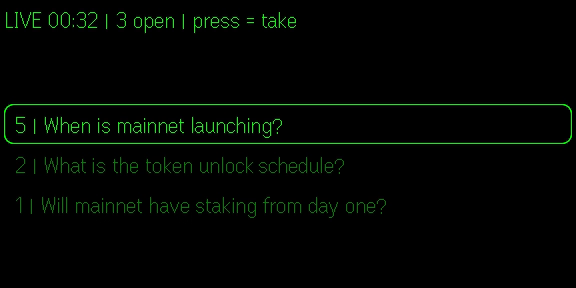 LIVE 00:32 | 3 open | press = take
5 | When is mainnet launching?
2 | What is the token unlock schedule?
1 | Will mainnet have staking from day one?